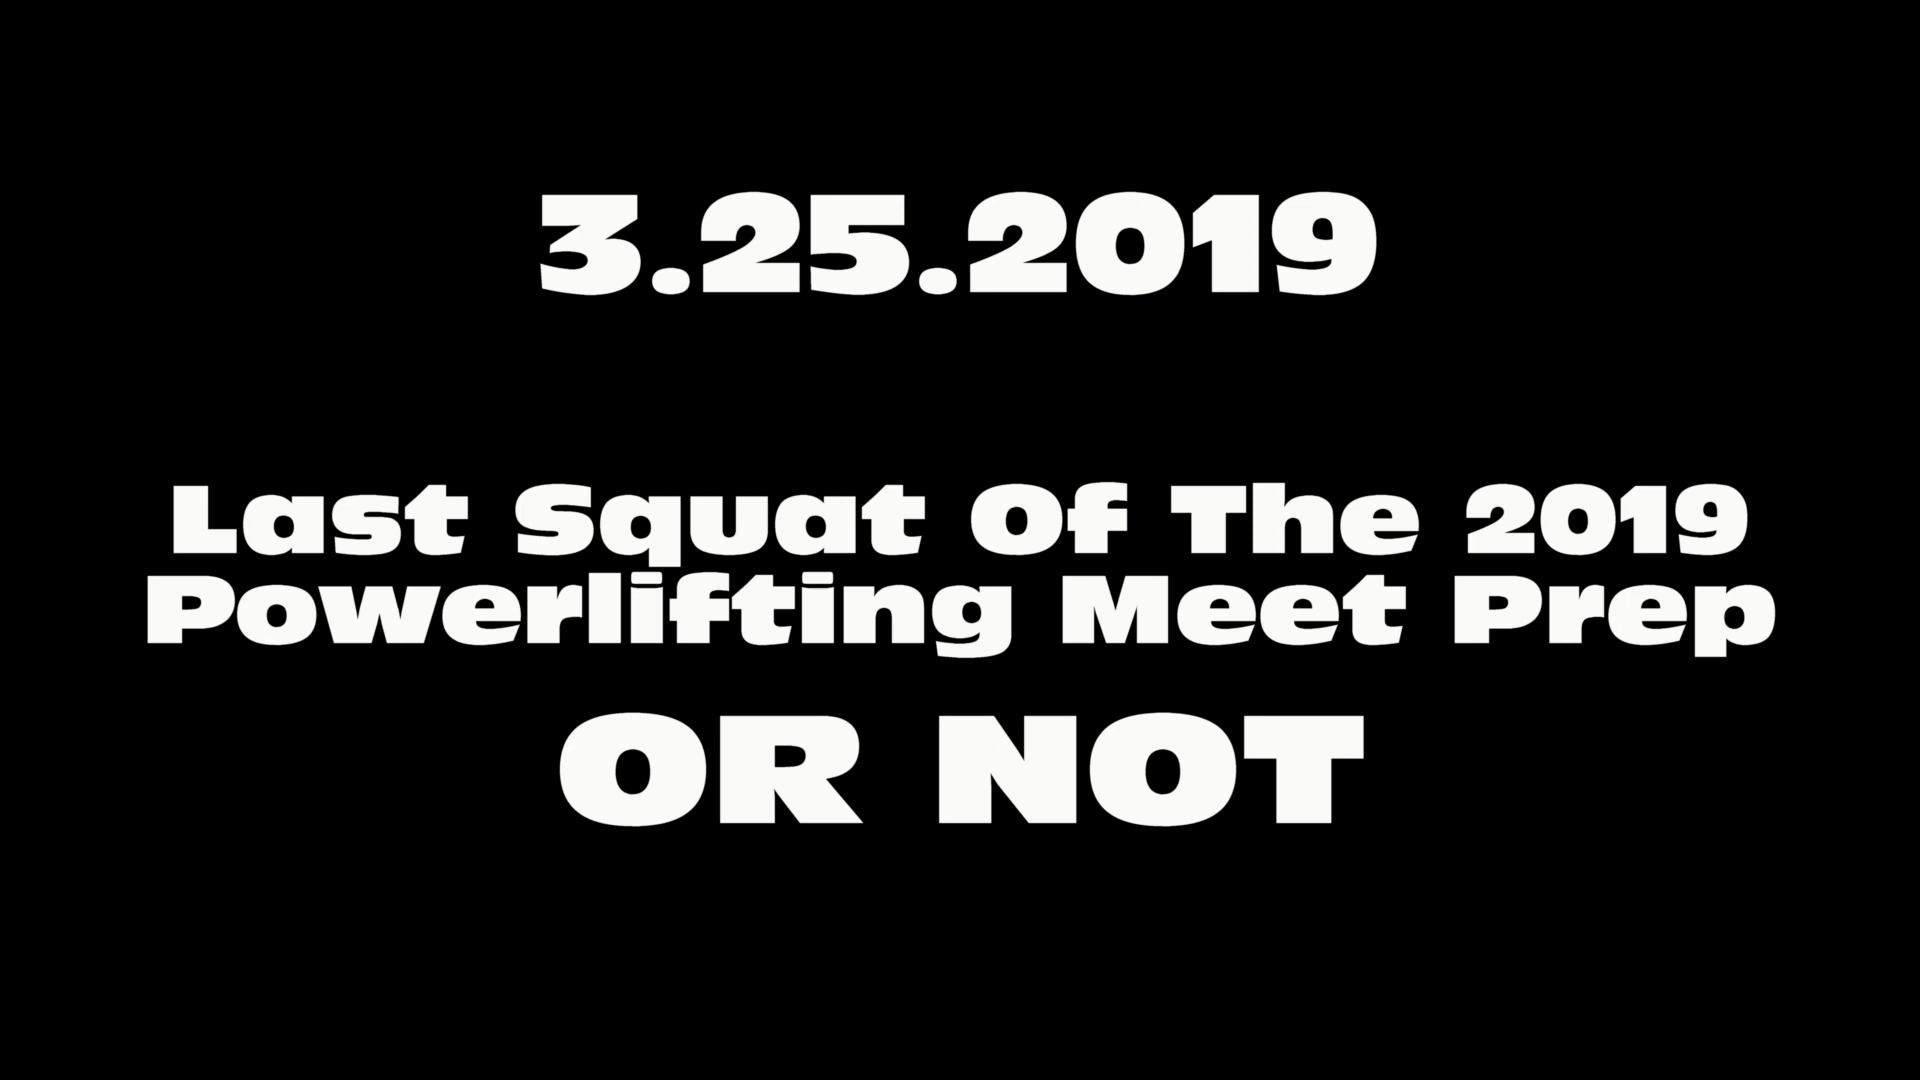 3.25.2019
Last Squat Of The 2019
Powerlifting Meet Prep
OR NOT